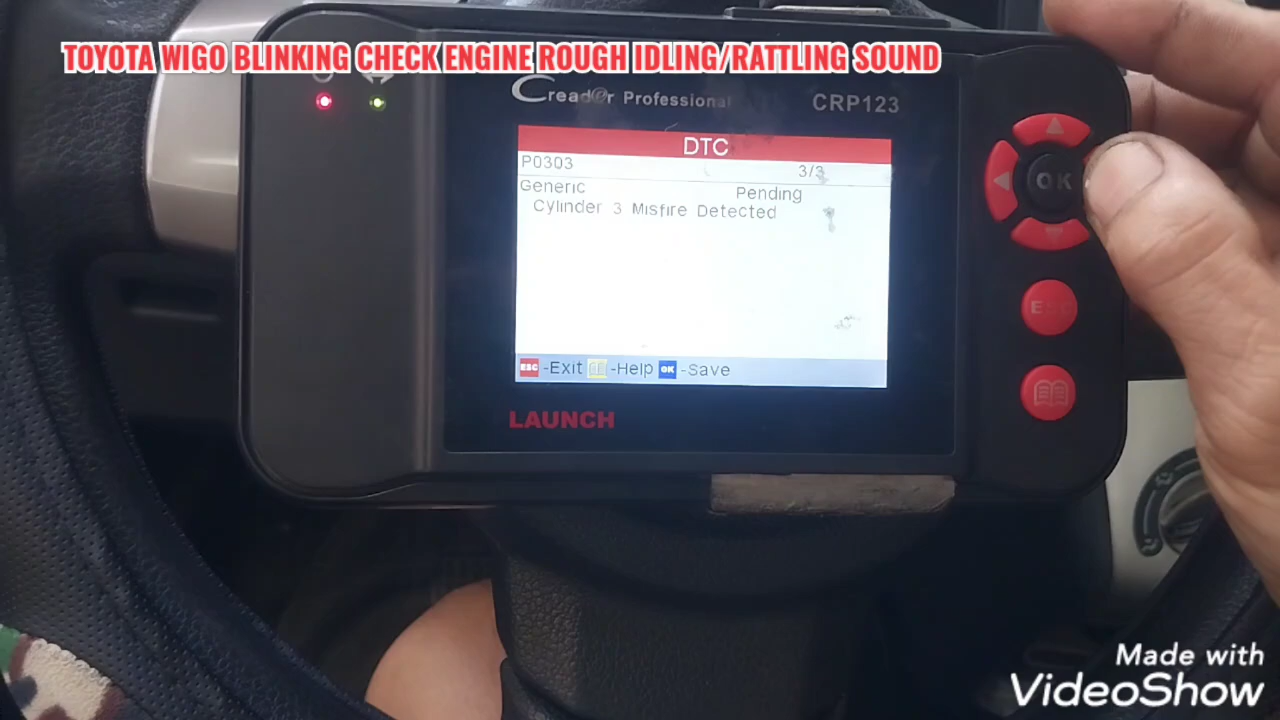 TOYOTA WIGO BLINKING CHECK ENGINE ROUGH IDLING/RATTLING SOUND
Creader Professional CRP123
DTC
P0303 3/3
Generic Pending
Cylinder 3 Misfire Detected
ESC -Exit -Help OK -Save
LAUNCH
OK
ESC
Made with
VideoShow